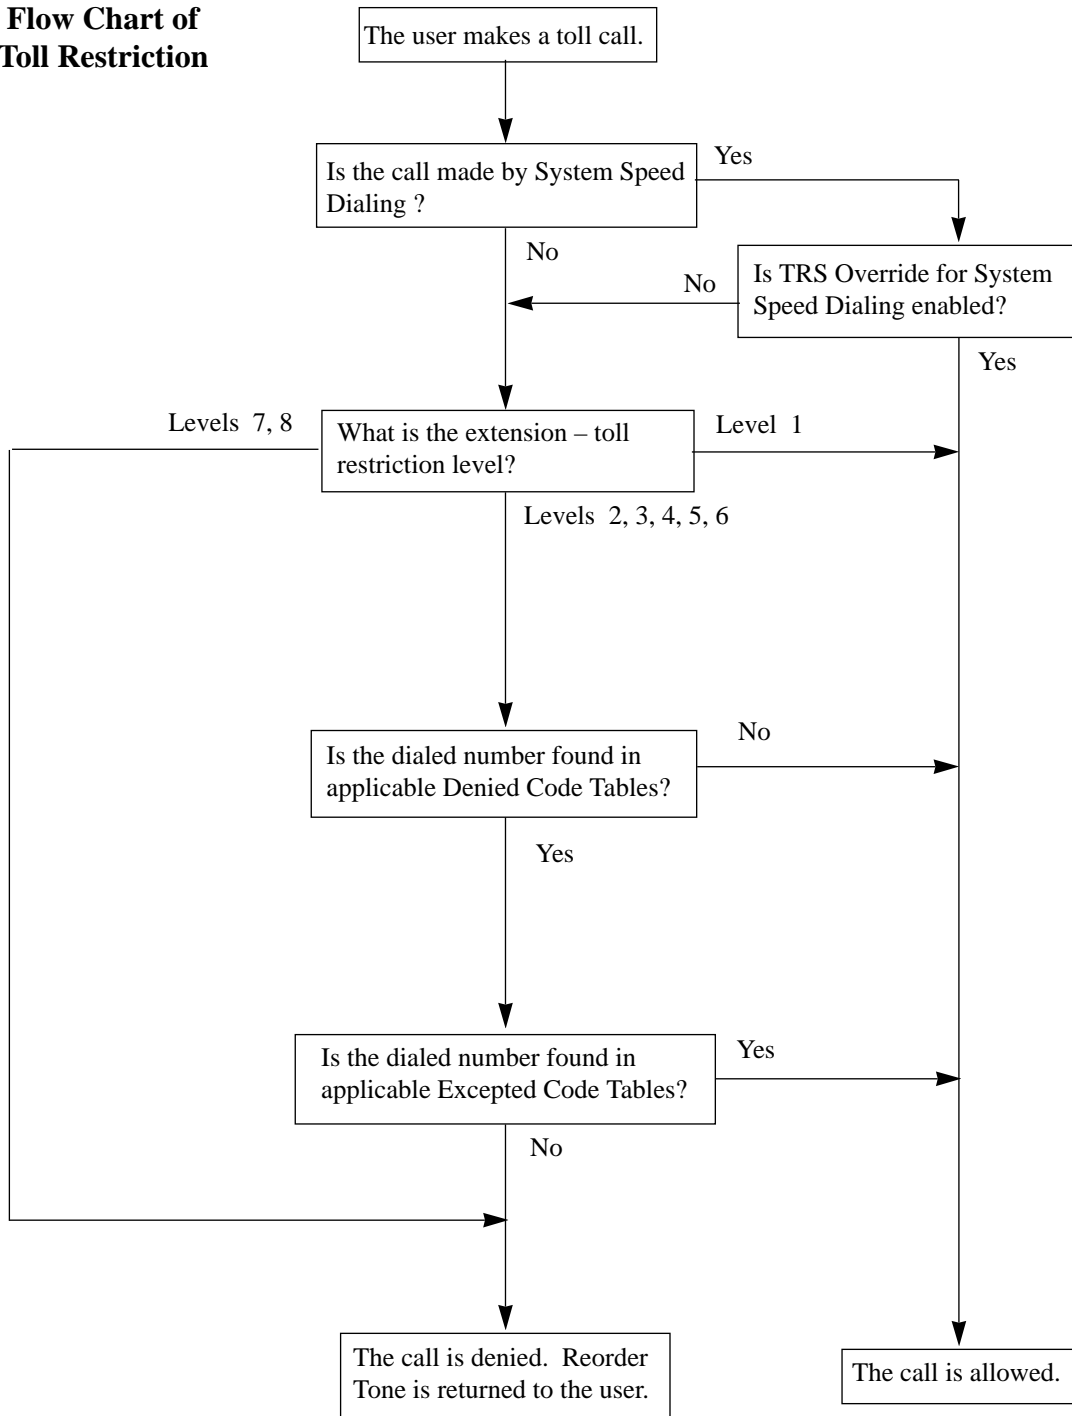 Flow Chart of
Toll Restriction
The user makes a toll call.
Is the call made by System Speed
Dialing ?
Yes
No
Is TRS Override for System
Speed Dialing enabled?
No
Yes
Levels 7, 8
What is the extension – toll
restriction level?
Level 1
Levels 2, 3, 4, 5, 6
Is the dialed number found in
applicable Denied Code Tables?
No
Yes
Is the dialed number found in
applicable Excepted Code Tables?
Yes
No
The call is denied. Reorder
Tone is returned to the user.
The call is allowed.